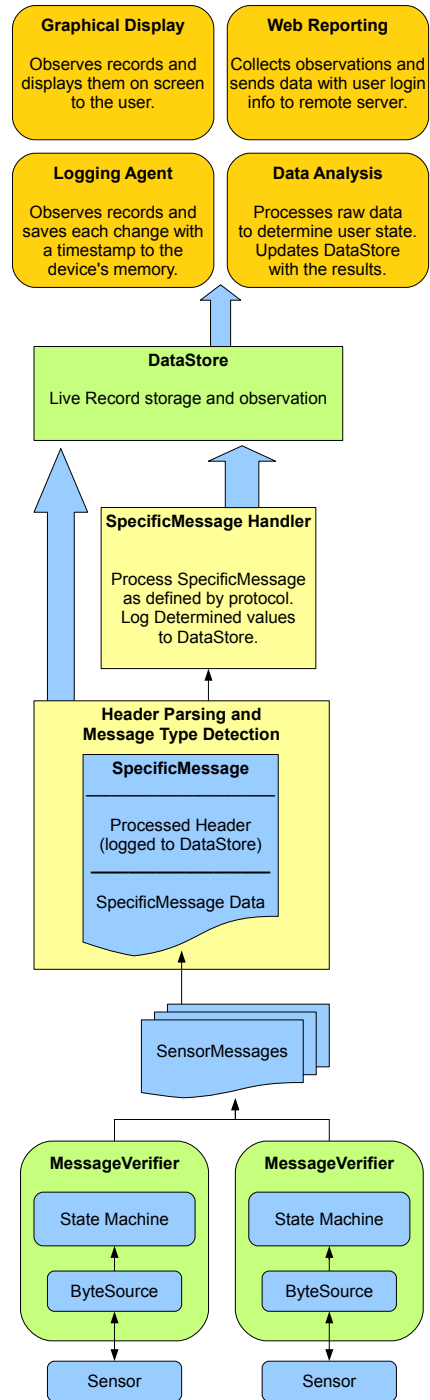 Graphical Display
Observes records and
displays them on screen
to the user.
Web Reporting
Collects observations and
sends data with user login
info to remote server.
Logging Agent
Observes records and
saves each change with
a timestamp to the
device's memory.
Data Analysis
Processes raw data
to determine user state.
Updates DataStore
with the results.
DataStore
Live Record storage and observation
SpecificMessage Handler
Process SpecificMessage
as defined by protocol.
Log Determined values
to DataStore.
Header Parsing and
Message Type Detection
SpecificMessage
Processed Header
(logged to DataStore)
SpecificMessage Data
SensorMessages
MessageVerifier
State Machine
ByteSource
Sensor
MessageVerifier
State Machine
ByteSource
Sensor